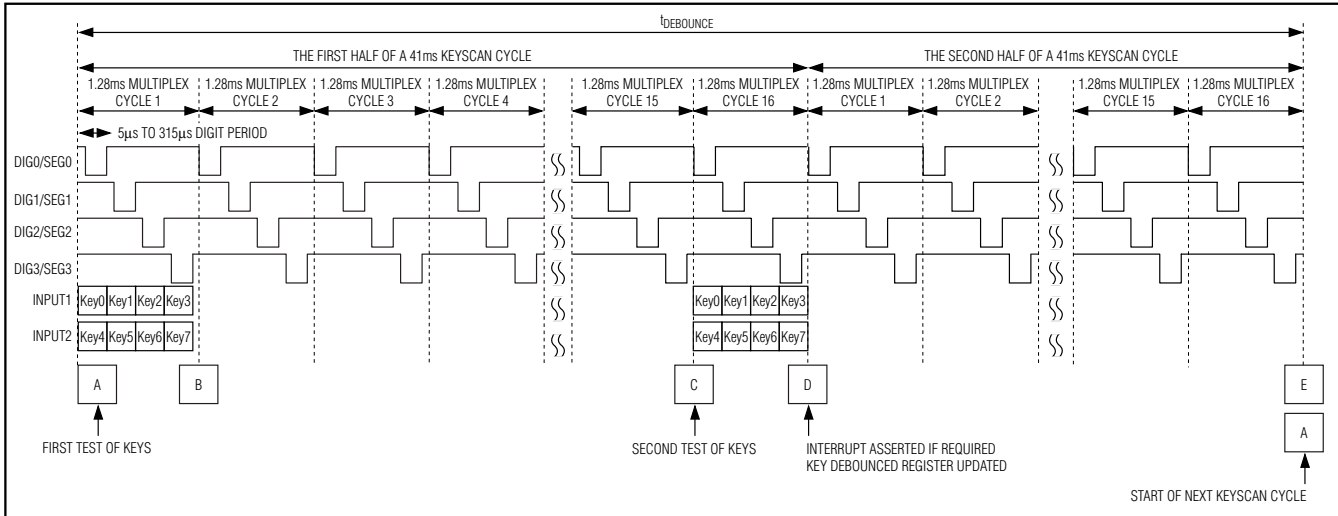 tDEBOUNCE
THE FIRST HALF OF A 41ms KEYSCAN CYCLE
THE SECOND HALF OF A 41ms KEYSCAN CYCLE
1.28ms MULTIPLEX
CYCLE 1
1.28ms MULTIPLEX
CYCLE 2
1.28ms MULTIPLEX
CYCLE 3
1.28ms MULTIPLEX
CYCLE 4
1.28ms MULTIPLEX
CYCLE 15
1.28ms MULTIPLEX
CYCLE 16
1.28ms MULTIPLEX
CYCLE 1
1.28ms MULTIPLEX
CYCLE 2
1.28ms MULTIPLEX
CYCLE 15
1.28ms MULTIPLEX
CYCLE 16
5µs TO 315µs DIGIT PERIOD
DIG0/SEG0
DIG1/SEG1
DIG2/SEG2
DIG3/SEG3
INPUT1 Key0 Key1 Key2 Key3 Key0 Key1 Key2 Key3
INPUT2 Key4 Key5 Key6 Key7 Key4 Key5 Key6 Key7
A B C D E
A
FIRST TEST OF KEYS
SECOND TEST OF KEYS
INTERRUPT ASSERTED IF REQUIRED
KEY DEBOUNCED REGISTER UPDATED
START OF NEXT KEYSCAN CYCLE